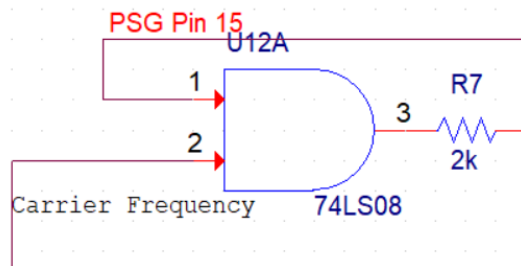 PSG Pin 15
U12A
1
R7
3
2
2k
Carrier Frequency
74LS08